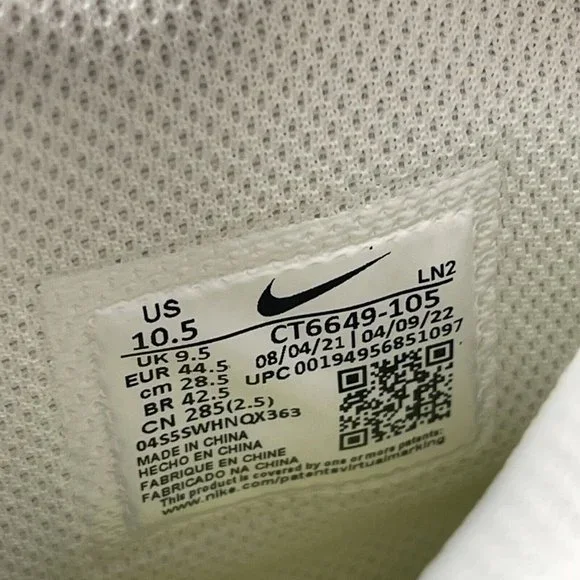 LN2
US
10.5
CT6649-105
UK 9.5
08/04/21 | 04/09/22
EUR 44.5
UPC 00194956851097
cm 28.5
BR 42.5
CN 285(2.5)
04S5SWHNQX363
MADE IN CHINA
HECHO EN CHINA
FABRIQUE EN CHINE
FABRICADO NA CHINA
This product is covered by one or more patents:
www.nike.com/patentsvirtualmarking